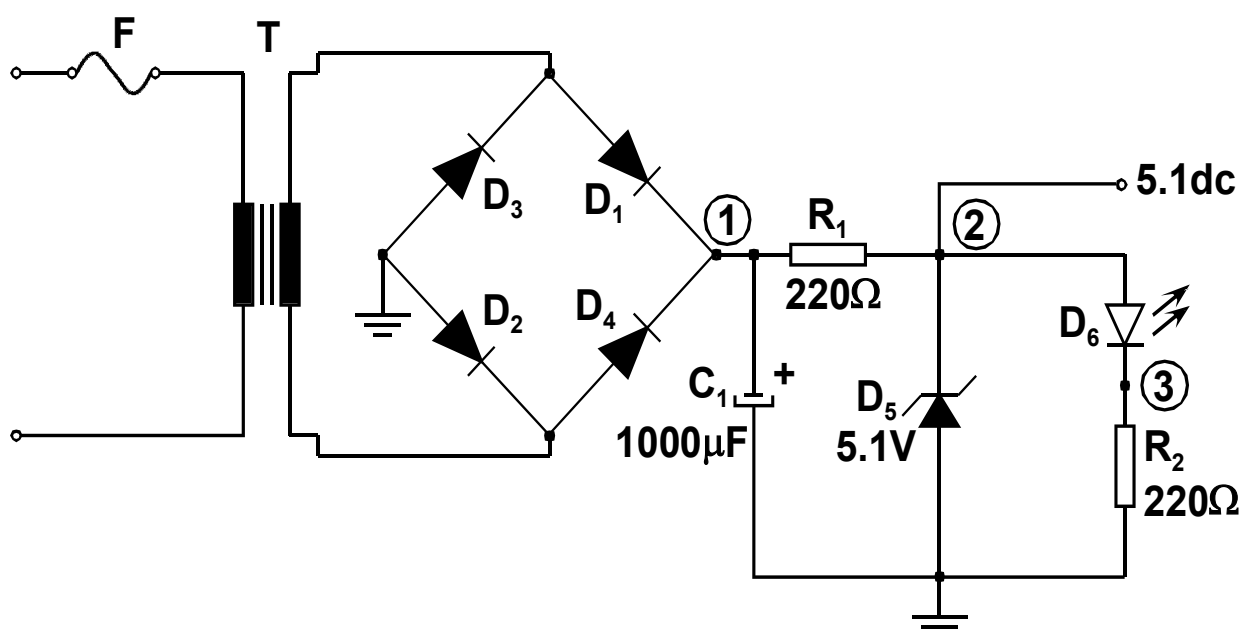 F
T
5.1dc
D3
D1
1
R1
2
220Ω
D2
D4
D6
C1
+
D5
3
1000μF
5.1V
R2
220Ω